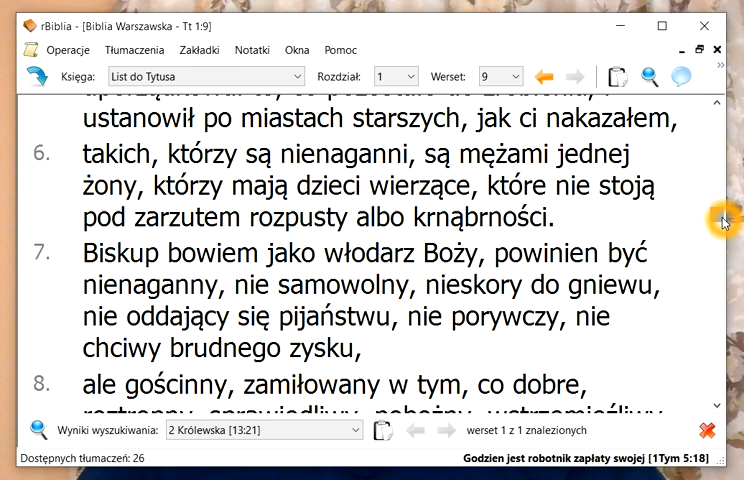 rBiblia - [Biblia Warszawska - Tt 1:9]
Operacje Tłumaczenia Zakładki Notatki Okna Pomoc
Księga: List do Tytusa Rozdział: 1 Werset: 9
ustanowił po miastach starszych, jak ci nakazałem,
6. takich, którzy są nienaganni, są mężami jednej
żony, którzy mają dzieci wierzące, które nie stoją
pod zarzutem rozpusty albo krnąbrności.
7. Biskup bowiem jako włodarz Boży, powinien być
nienaganny, nie samowolny, nieskory do gniewu,
nie oddający się pijaństwu, nie porywczy, nie
chciwy brudnego zysku,
8. ale gościnny, zamiłowany w tym, co dobre,
roztropny, sprawiedliwy, pobożny, wstrzemięźliwy
Wyniki wyszukiwania: 2 Królewska [13:21] werset 1 z 1 znalezionych
Dostępnych tłumaczeń: 26 Godzien jest robotnik zapłaty swojej [1Tym 5:18]